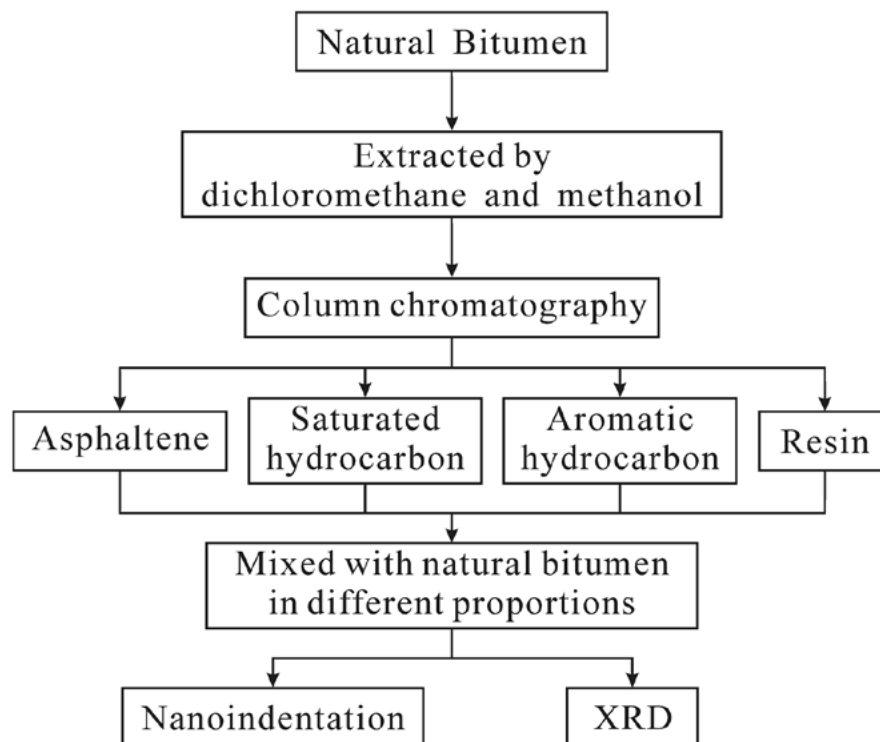 Natural Bitumen
Extracted by
dichloromethane and methanol
Column chromatography
Asphaltene
Saturated
hydrocarbon
Aromatic
hydrocarbon
Resin
Mixed with natural bitumen
in different proportions
Nanoindentation
XRD